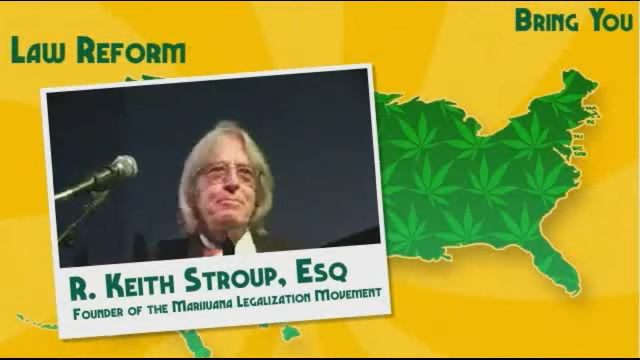 Law Reform
Bring You
R. Keith Stroup, Esq
Founder of the Marijuana Legalization Movement